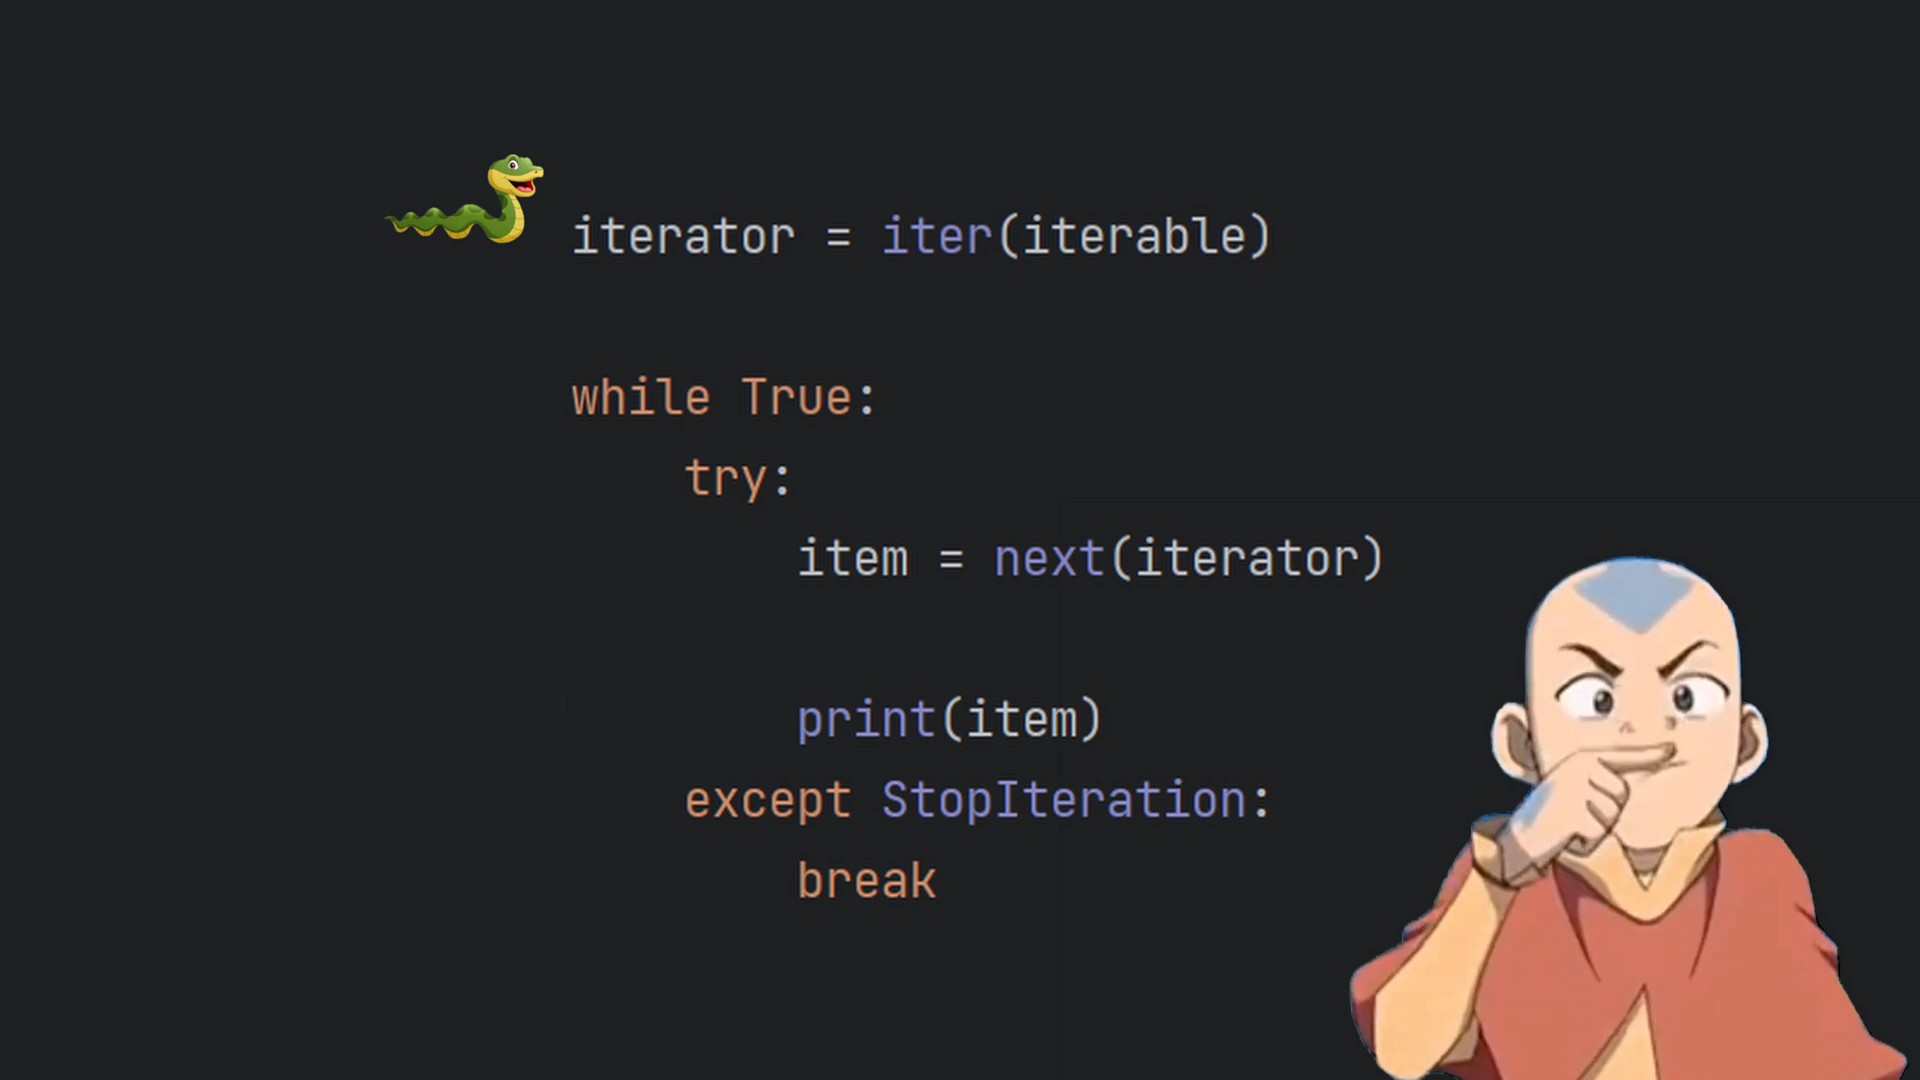 iterator = iter(iterable)
while True:
    try:
        item = next(iterator)
        print(item)
    except StopIteration:
        break